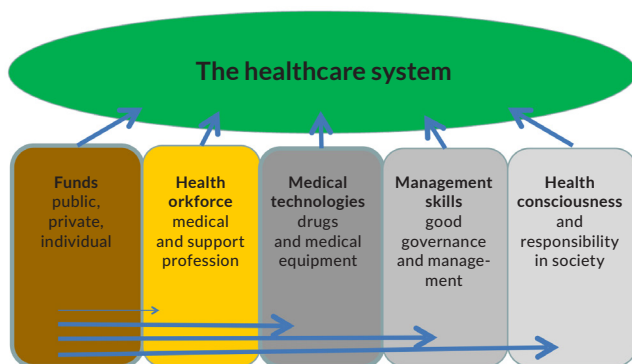 The healthcare system
Funds
public,
private,
individual
Health
orkforce
medical
and support
profession
Medical
technologies
drugs
and medical
equipment
Management
skills
good
governance
and manage-
ment
Health
consciousness
and
responsibility
in society